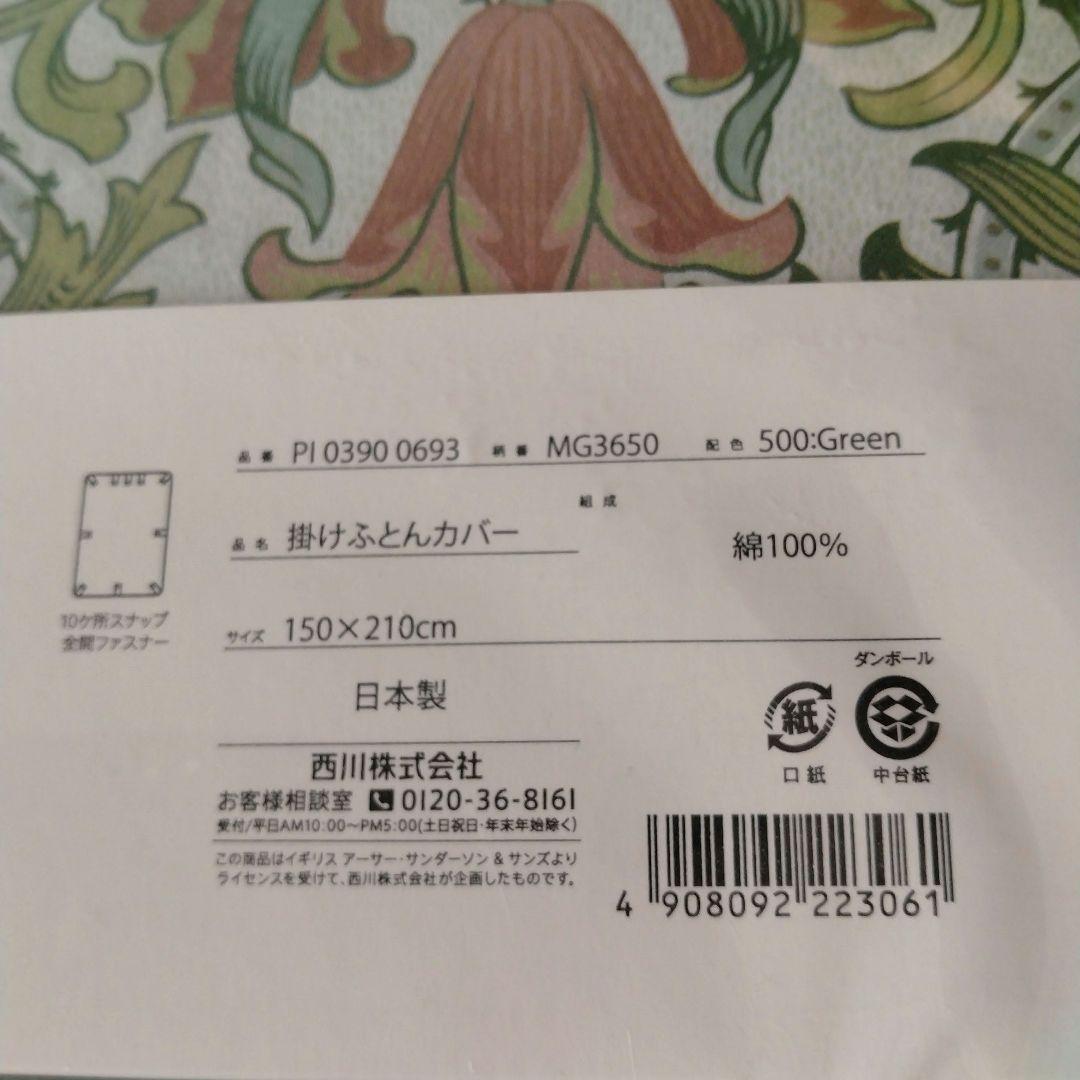 品番 PI 0390 0693 柄番 MG3650 配色 500:Green
組成
品名 掛けふとんカバー
綿100%
10ケ所スナップ
全開ファスナー
サイズ 150×210cm
日本製
ダンボール
紙
口紙 中台紙
西川株式会社
お客様相談室 0120-36-8161
受付/平日AM10:00〜PM5:00(土日祝日・年末年始除く)
この商品はイギリス アーサー・サンダーソン & サンズより
ライセンスを受けて、西川株式会社が企画したものです。
4 908092 223061